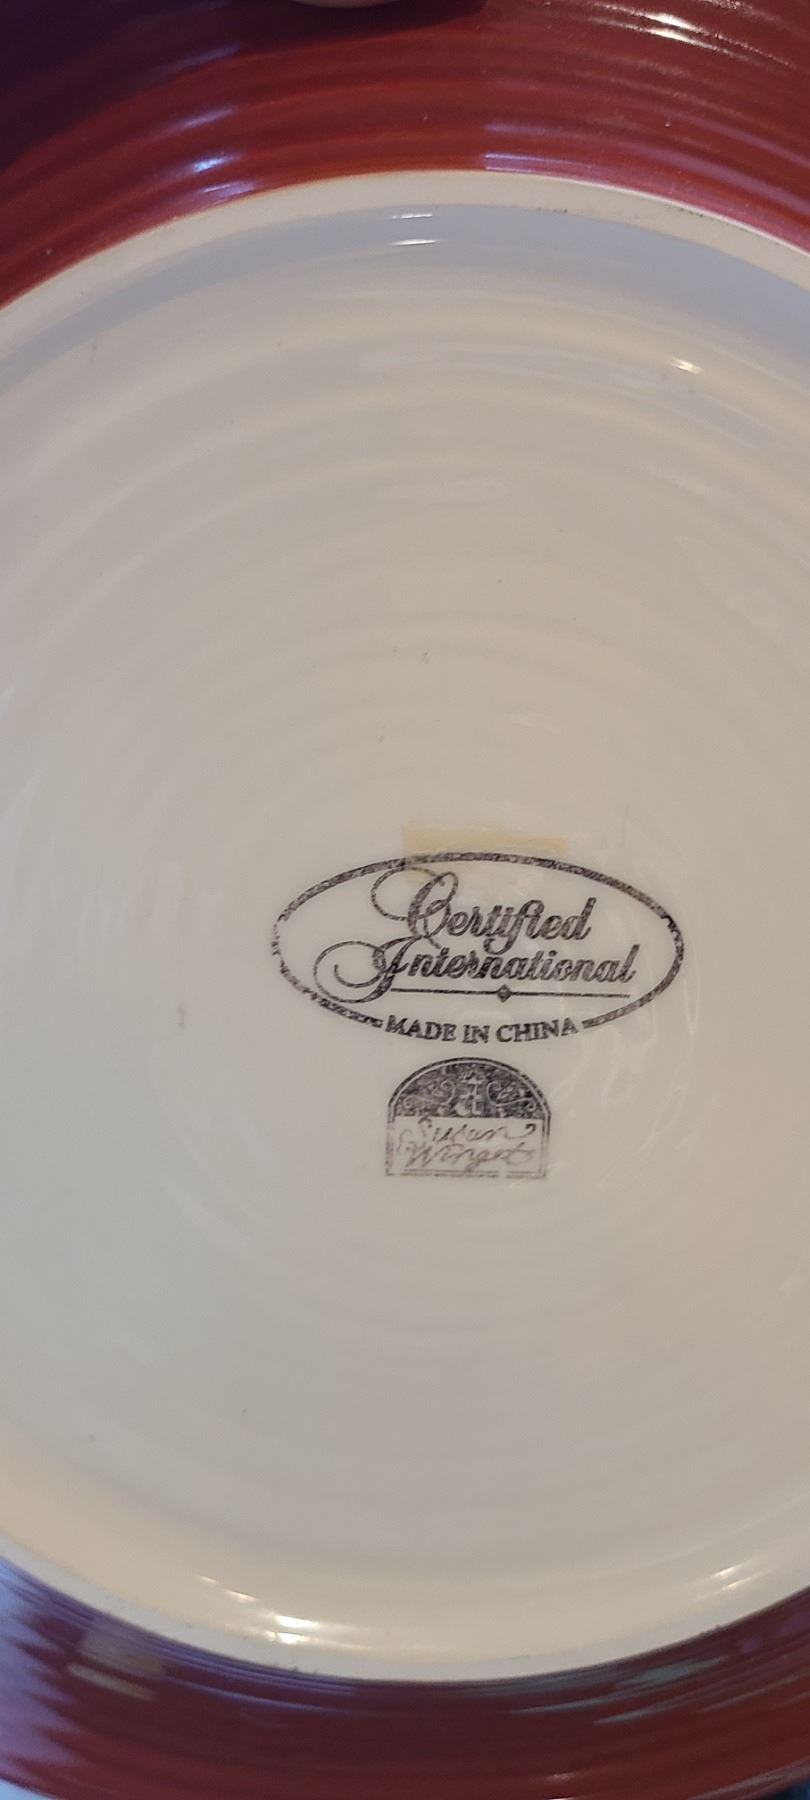 Certified
International
MADE IN CHINA
Susan
Winget